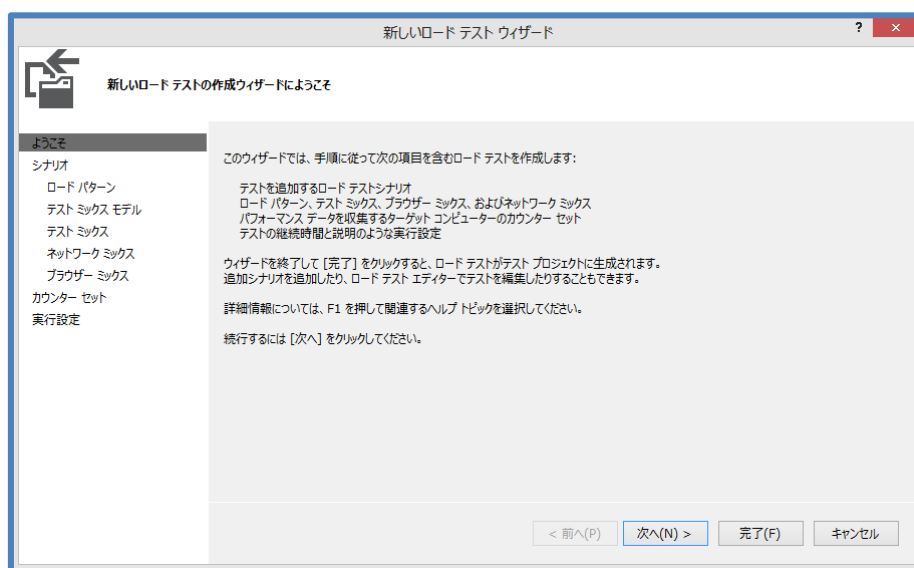 新しいロード テスト ウィザード
? ×
新しいロード テストの作成ウィザードにようこそ
ようこそ
シナリオ
ロード パターン
テスト ミックス モデル
テスト ミックス
ネットワーク ミックス
ブラウザー ミックス
カウンター セット
実行設定
このウィザードでは、手順に従って次の項目を含むロード テストを作成します:
テストを追加するロード テストシナリオ
ロード パターン、テスト ミックス、ブラウザー ミックス、およびネットワーク ミックス
パフォーマンス データを収集するターゲット コンピューターのカウンター セット
テストの継続時間と説明のような実行設定
ウィザードを終了して [完了] をクリックすると、ロード テストがテスト プロジェクトに生成されます。
追加シナリオを追加したり、ロード テスト エディターでテストを編集したりすることもできます。
詳細情報については、F1 を押して関連するヘルプ トピックを選択してください。
続行するには [次へ] をクリックしてください。
< 前へ(P) 次へ(N) > 完了(F) キャンセル